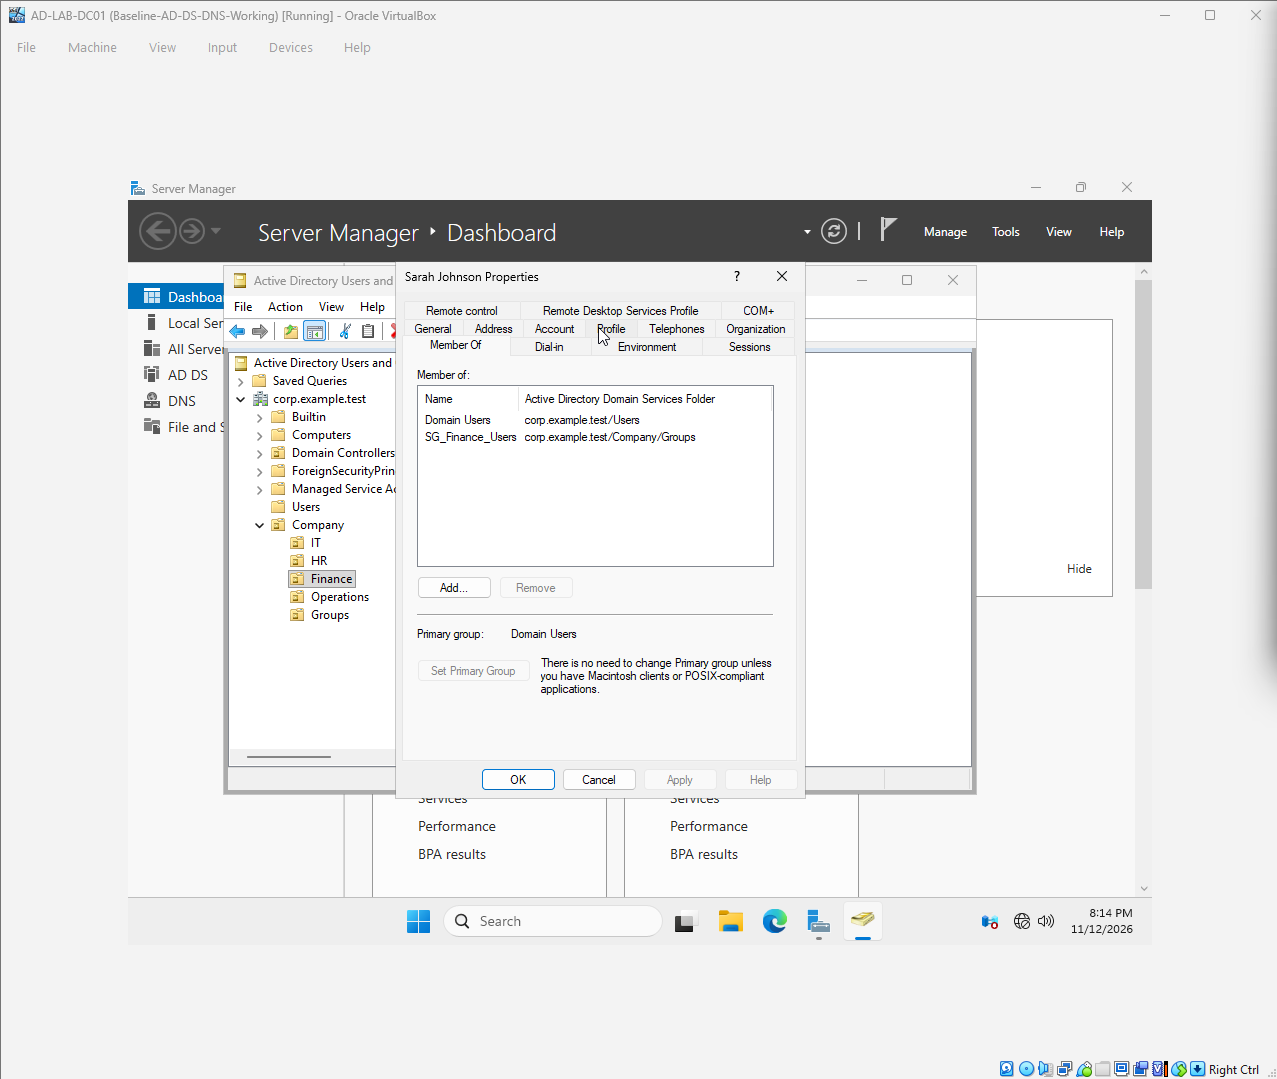 AD-LAB-DC01 (Baseline-AD-DS-DNS-Working) [Running] - Oracle VirtualBox
File Machine View Input Devices Help
Server Manager
Server Manager Dashboard
Manage Tools View Help
Dashboa
Local Ser
All Serve
AD DS
DNS
File and S
Active Directory Users and
File Action View Help
Active Directory Users and
Saved Queries
corp.example.test
Builtin
Computers
Domain Controllers
ForeignSecurityPrin
Managed Service Ac
Users
Company
IT
HR
Finance
Operations
Groups
Sarah Johnson Properties ?
Remote control Remote Desktop Services Profile COM+
General Address Account Profile Telephones Organization
Member Of Dial-in Environment Sessions
Member of:
Name Active Directory Domain Services Folder
Domain Users corp.example.test/Users
SG_Finance_Users corp.example.test/Company/Groups
Add... Remove
Primary group: Domain Users
Set Primary Group
There is no need to change Primary group unless
you have Macintosh clients or POSIX-compliant
applications.
OK Cancel Apply Help
Hide
Services Services
Performance Performance
BPA results BPA results
Search
8:14 PM
11/12/2026
Right Ctrl